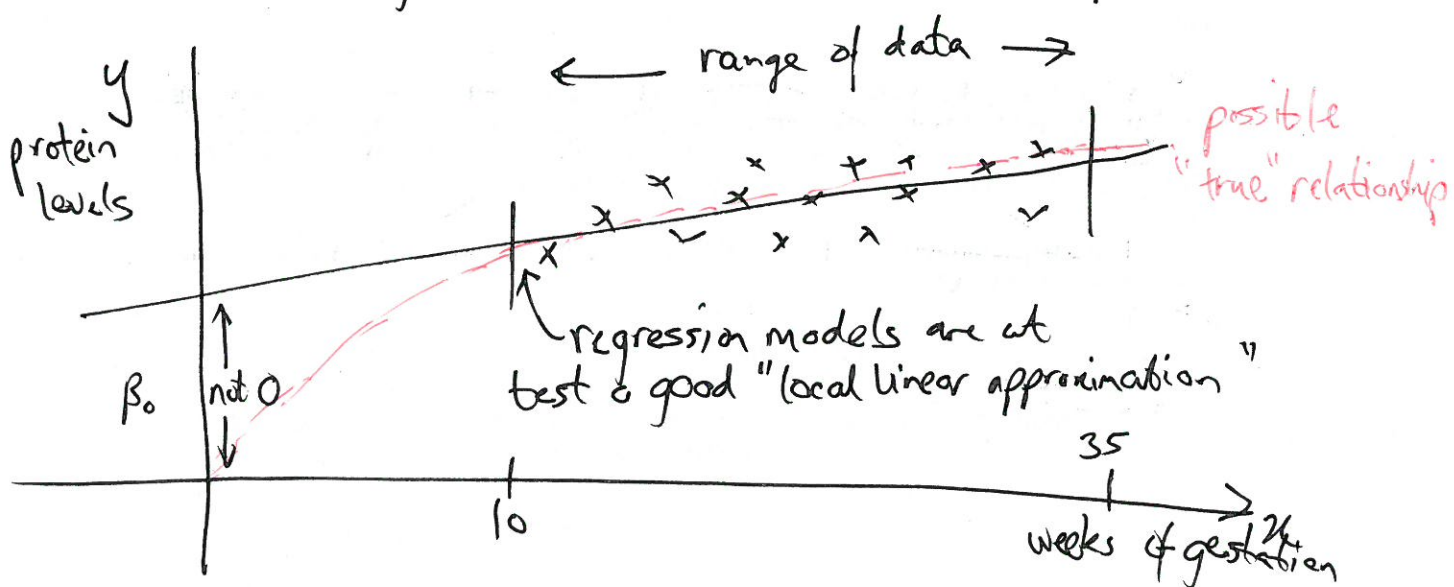 ← range of data →
y
protein
levels
possible
"true" relationship
β₀
not 0
regression models are at
best a good "local linear approximation"
10
35
weeks of gestation